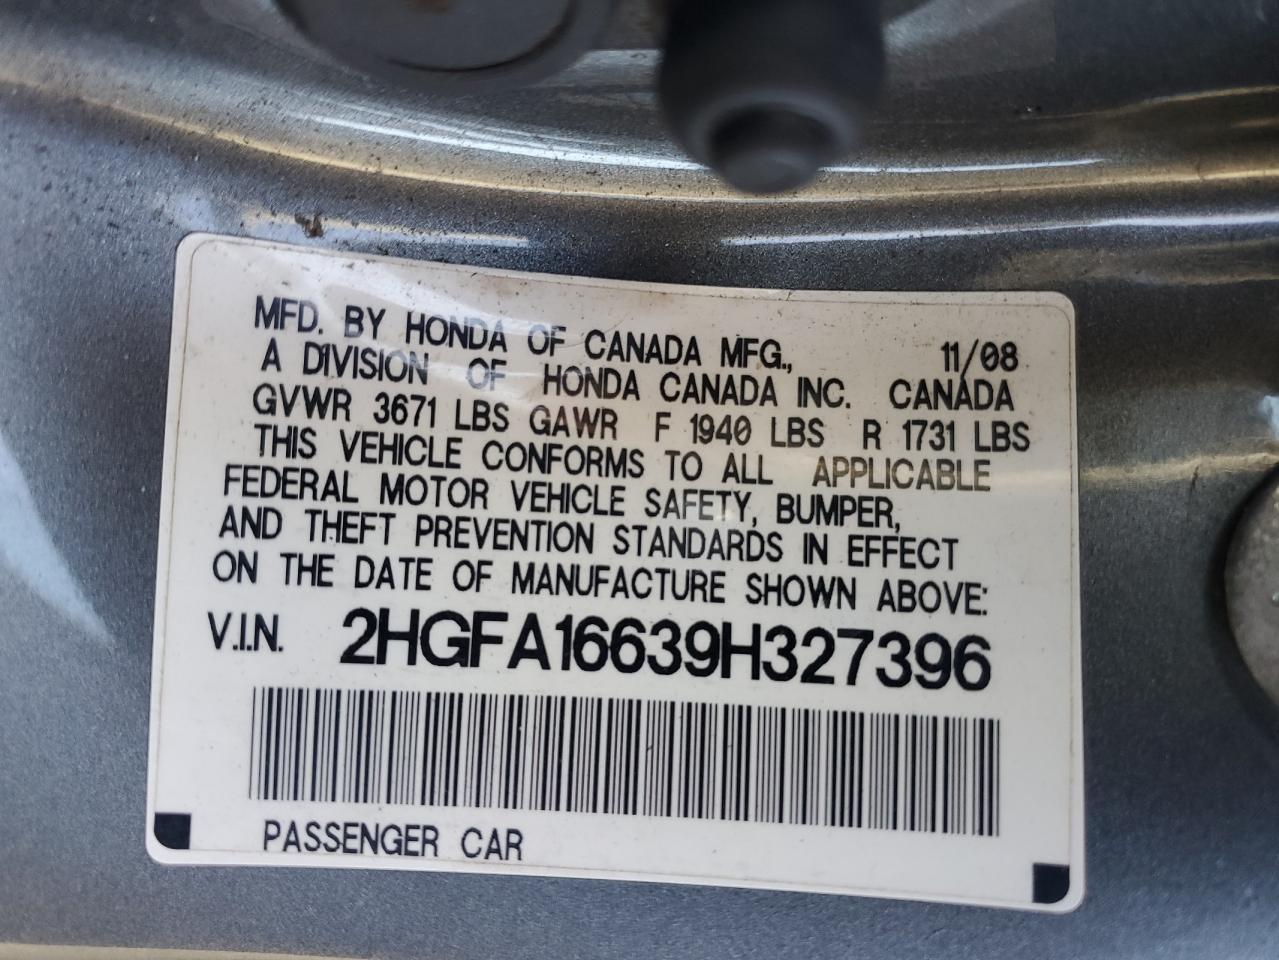 MFD. BY HONDA OF CANADA MFG., 11/08
A DIVISION OF HONDA CANADA INC. CANADA
GVWR 3671 LBS GAWR F 1940 LBS R 1731 LBS
THIS VEHICLE CONFORMS TO ALL APPLICABLE
FEDERAL MOTOR VEHICLE SAFETY, BUMPER,
AND THEFT PREVENTION STANDARDS IN EFFECT
ON THE DATE OF MANUFACTURE SHOWN ABOVE:
V.I.N. 2HGFA16639H327396
PASSENGER CAR